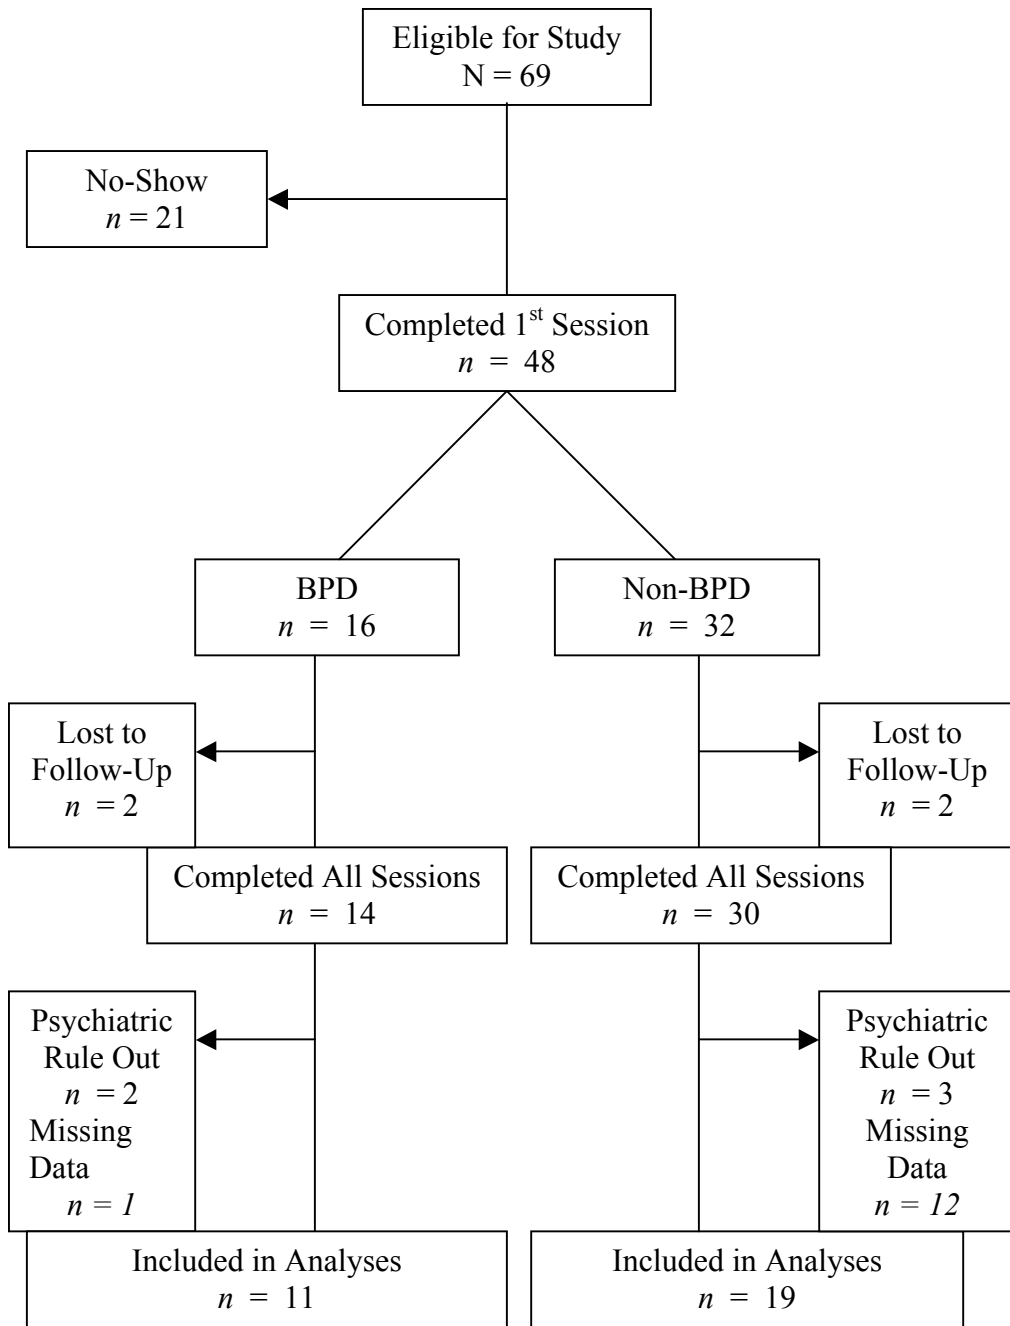 Eligible for Study
N = 69
No-Show
n = 21
Completed 1st Session
n = 48
BPD
n = 16
Non-BPD
n = 32
Lost to
Follow-Up
n = 2
Lost to
Follow-Up
n = 2
Completed All Sessions
n = 14
Completed All Sessions
n = 30
Psychiatric
Rule Out
n = 2
Missing
Data
n = 1
Psychiatric
Rule Out
n = 3
Missing
Data
n = 12
Included in Analyses
n = 11
Included in Analyses
n = 19